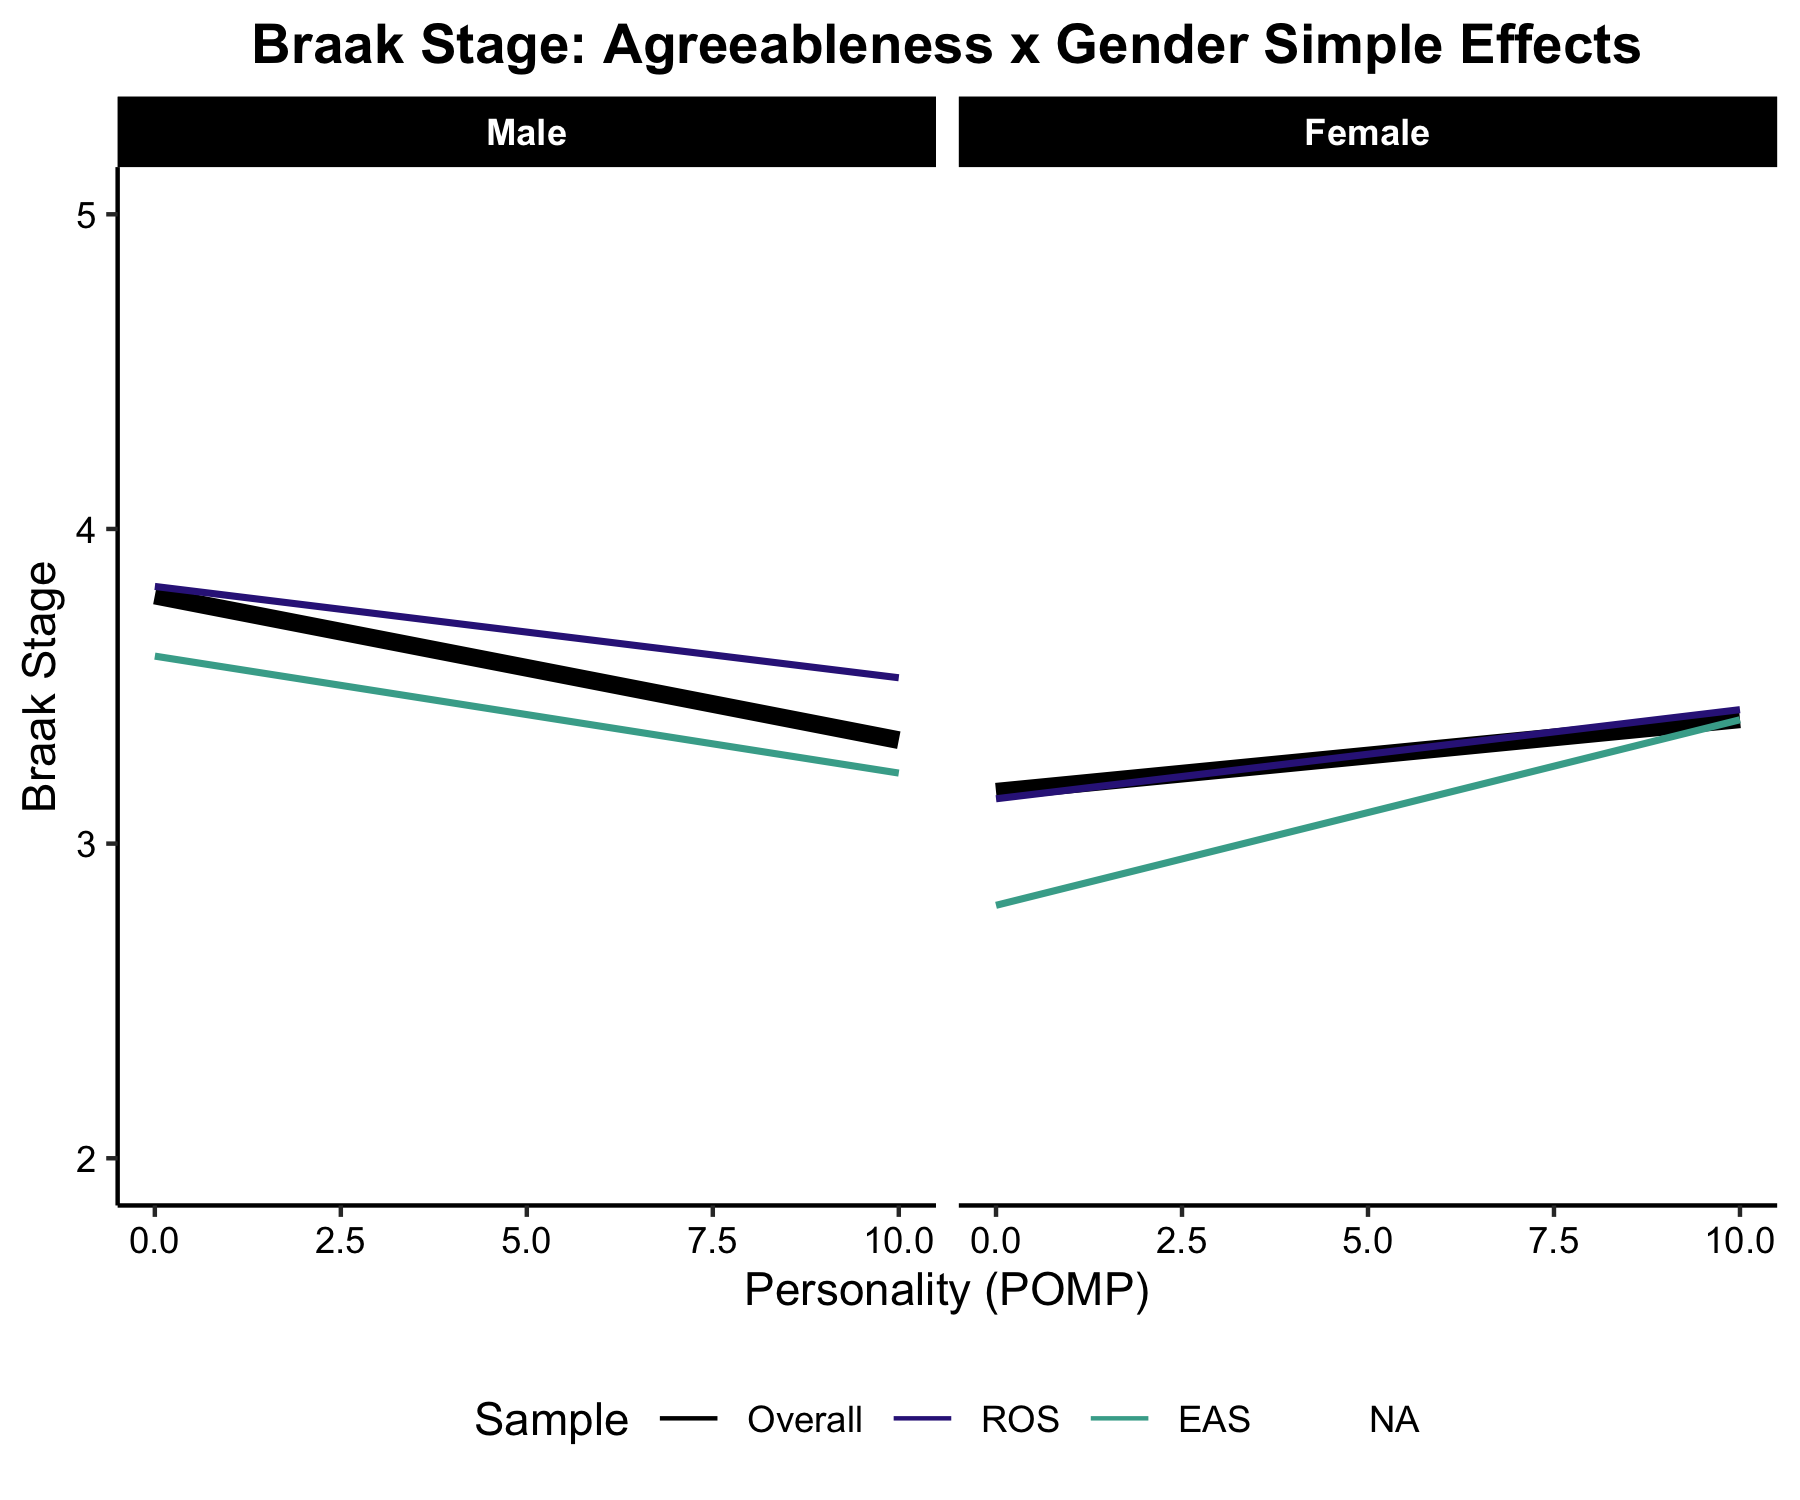 Braak Stage: Agreeableness x Gender Simple Effects
Male
Female
Braak Stage
5
4
3
2
0.0 2.5 5.0 7.5 10.0
0.0 2.5 5.0 7.5 10.0
Personality (POMP)
Sample Overall ROS EAS NA